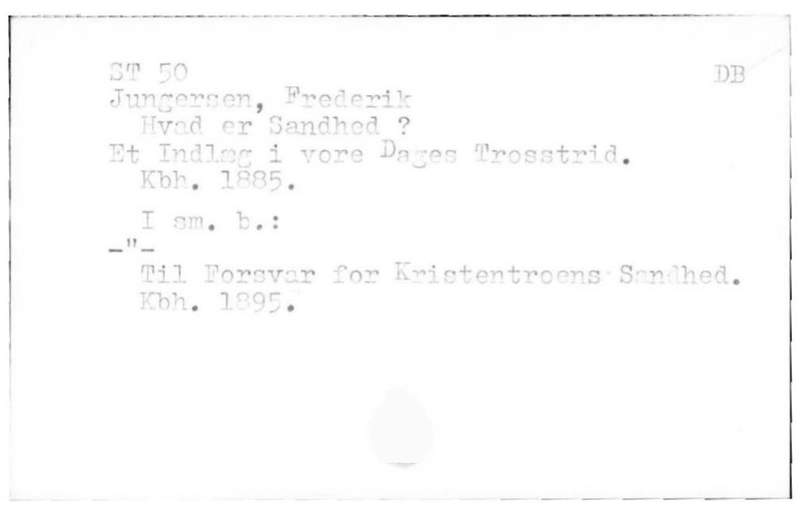 ST 50 DB
Jungersen, Frederik
Hvad er Sandhed ?
Et Indlæg i vore Dages Trosstrid.
Kbh. 1885.
I sm. b.:
-"-
Til Forsvar for Kristentroens Sandhed.
Kbh. 1895.